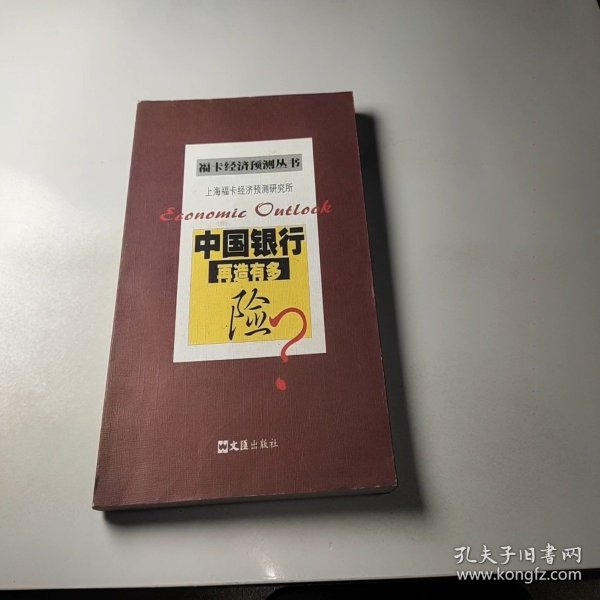 福卡经济预测丛书
上海福卡经济预测研究所
Economic Outlook
中国银行
再造有多
险?
文匯出版社
孔夫子旧书网
www.kongfz.com